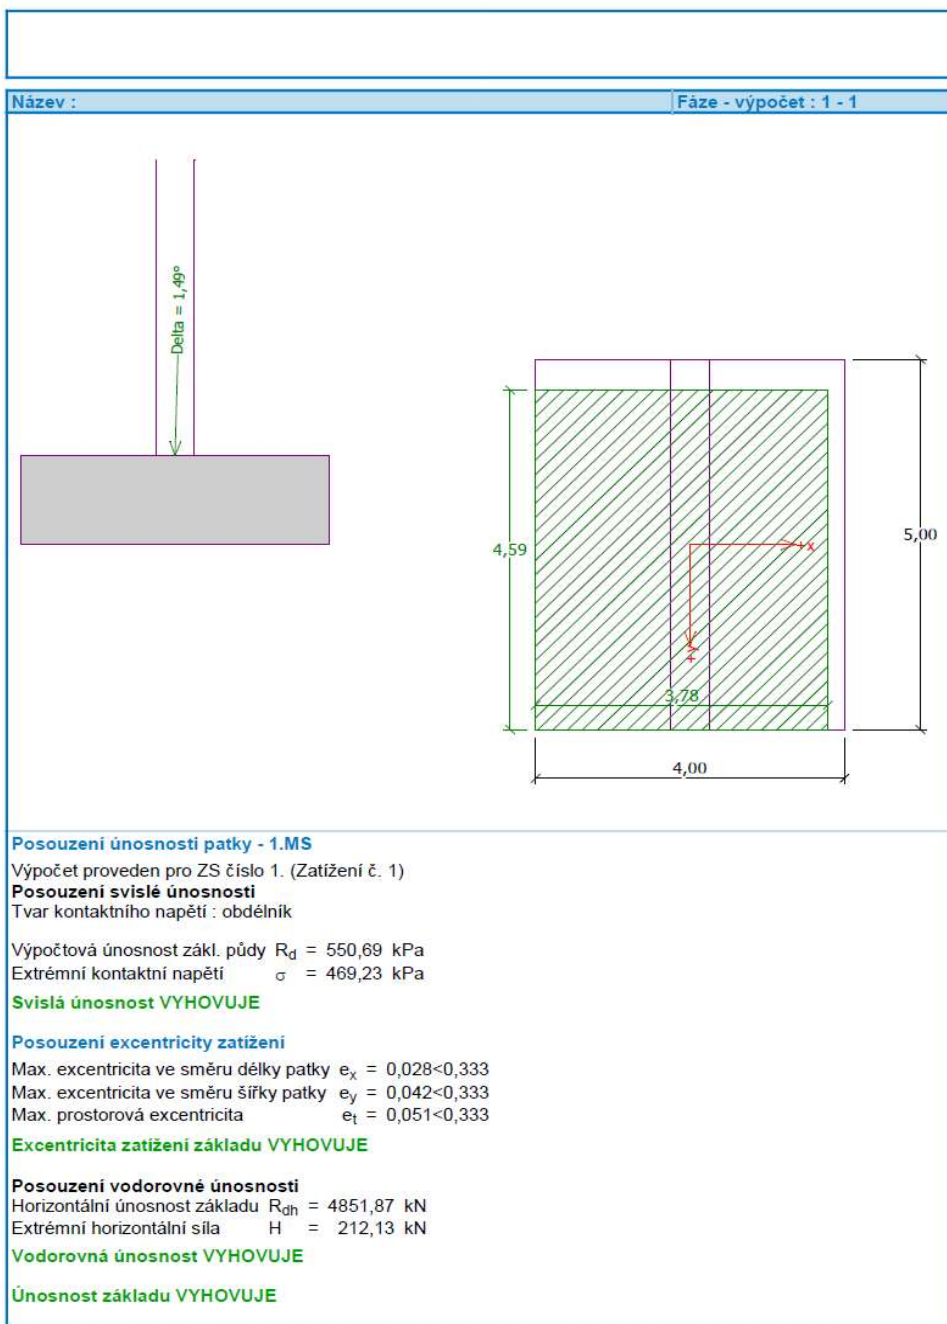 Název :
Fáze - výpočet : 1 - 1
Delta = 1,49°
4,59
+x
+y
3,78
5,00
4,00
Posouzení únosnosti patky - 1.MS
Výpočet proveden pro ZS číslo 1. (Zatížení č. 1)
Posouzení svislé únosnosti
Tvar kontaktního napětí : obdélník
Výpočtová únosnost zákl. půdy Rd = 550,69 kPa
Extrémní kontaktní napětí σ = 469,23 kPa
Svislá únosnost VYHOVUJE
Posouzení excentricity zatížení
Max. excentricita ve směru délky patky ex = 0,028<0,333
Max. excentricita ve směru šířky patky ey = 0,042<0,333
Max. prostorová excentricita et = 0,051<0,333
Excentricita zatížení základu VYHOVUJE
Posouzení vodorovné únosnosti
Horizontální únosnost základu Rdh = 4851,87 kN
Extrémní horizontální síla H = 212,13 kN
Vodorovná únosnost VYHOVUJE
Únosnost základu VYHOVUJE